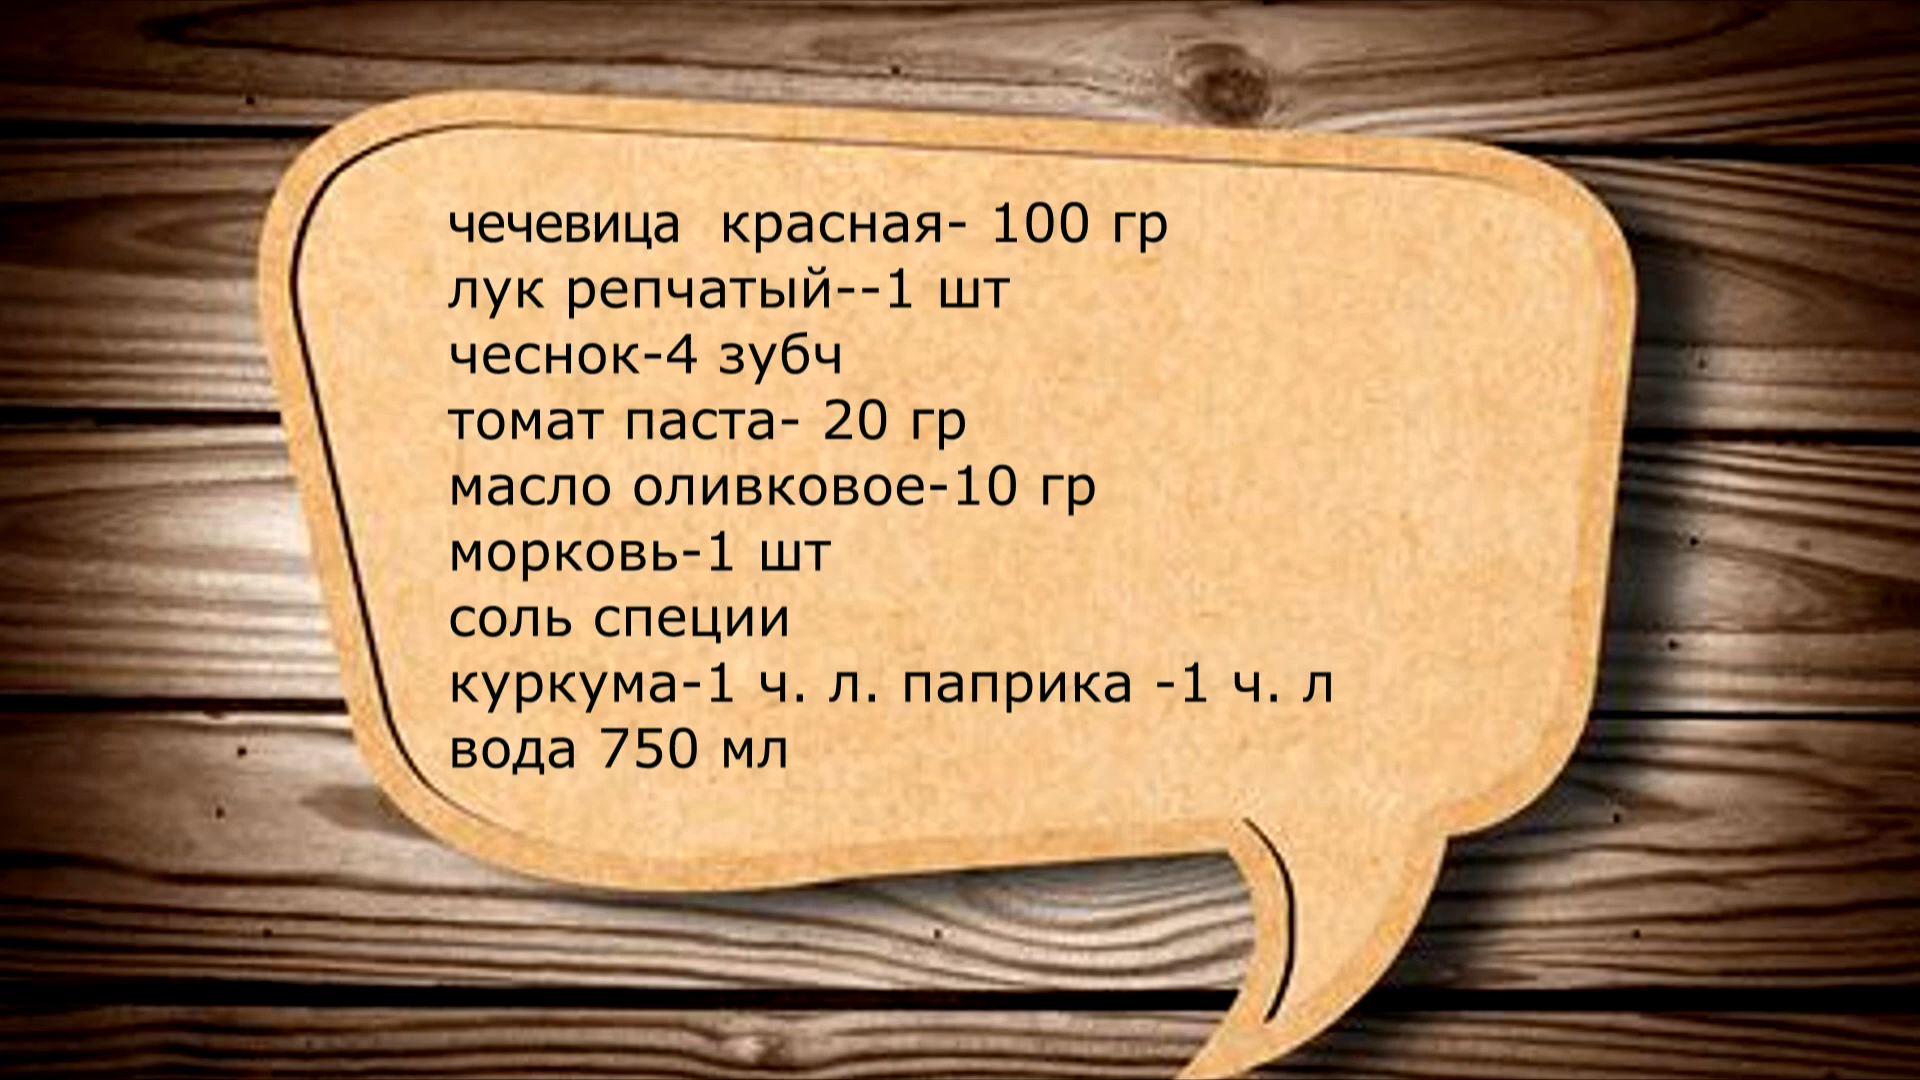 чечевица  красная- 100 гр
лук репчатый--1 шт
чеснок-4 зубч
томат паста- 20 гр
масло оливковое-10 гр
морковь-1 шт
соль специи
куркума-1 ч. л. паприка -1 ч. л
вода 750 мл